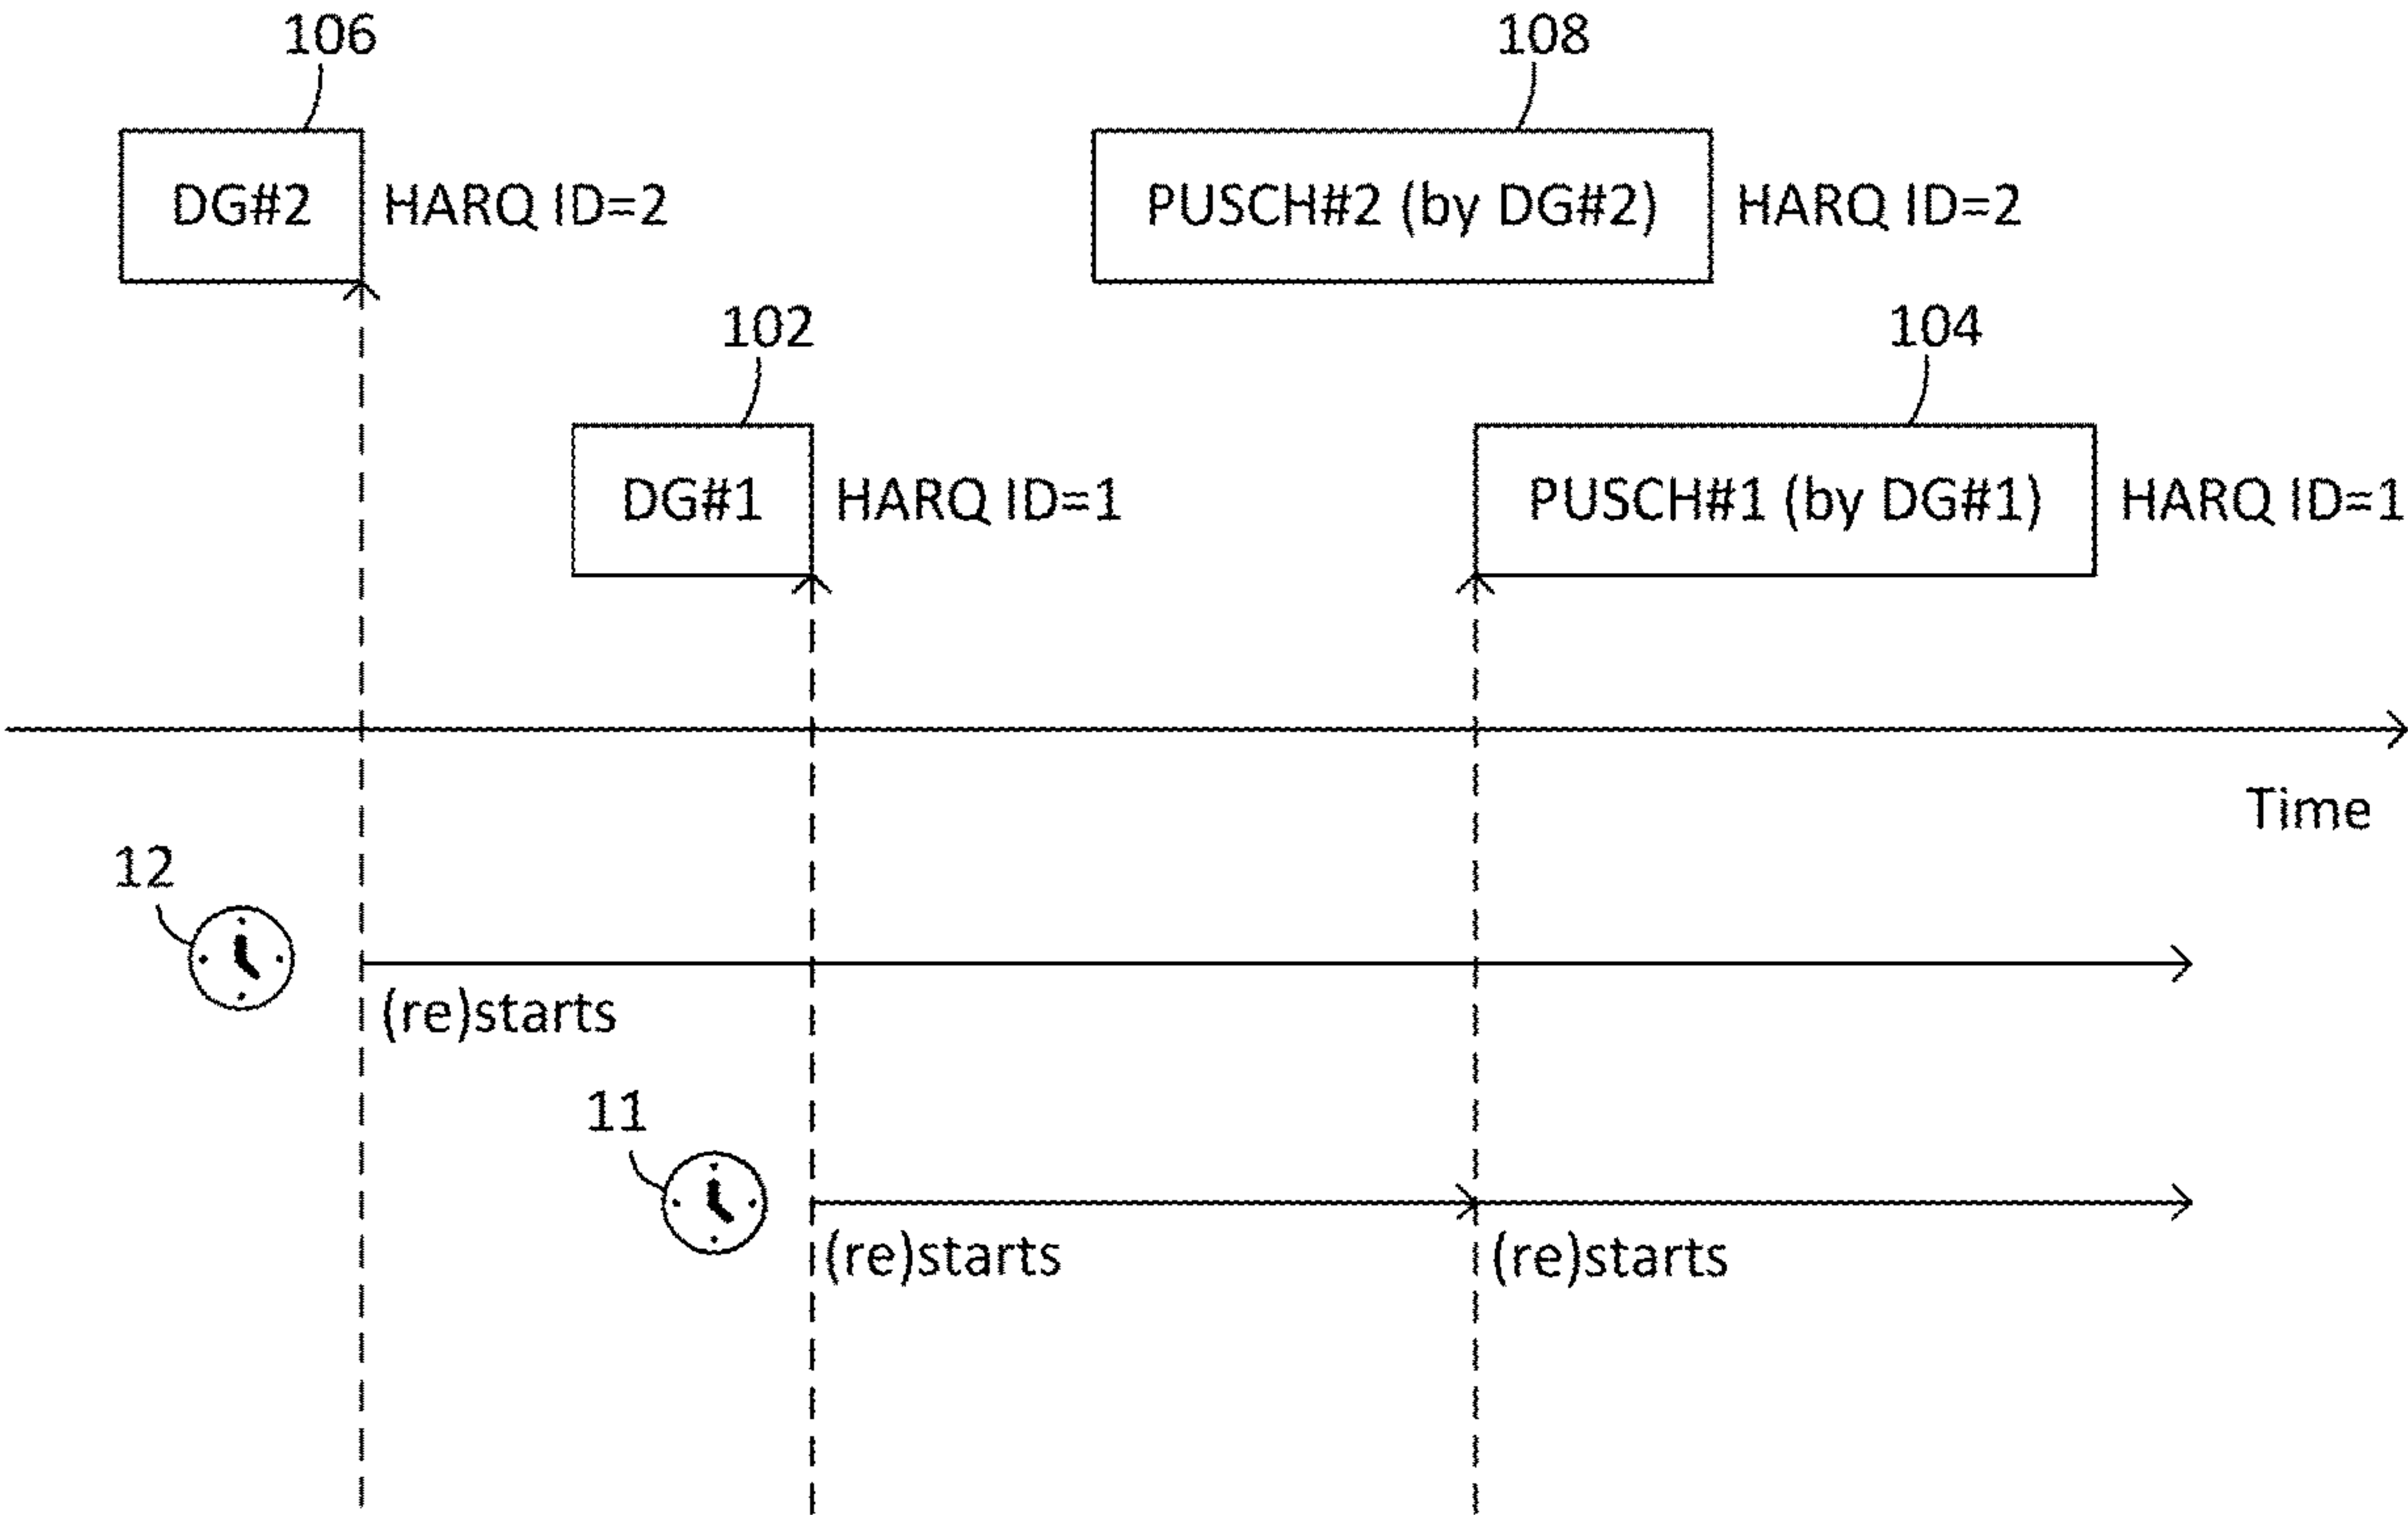 106
108
DG#2 HARQ ID=2
PUSCH#2 (by DG#2) HARQ ID=2
102
104
DG#1 HARQ ID=1
PUSCH#1 (by DG#1) HARQ ID=1
Time
12
(re)starts
11
(re)starts
(re)starts